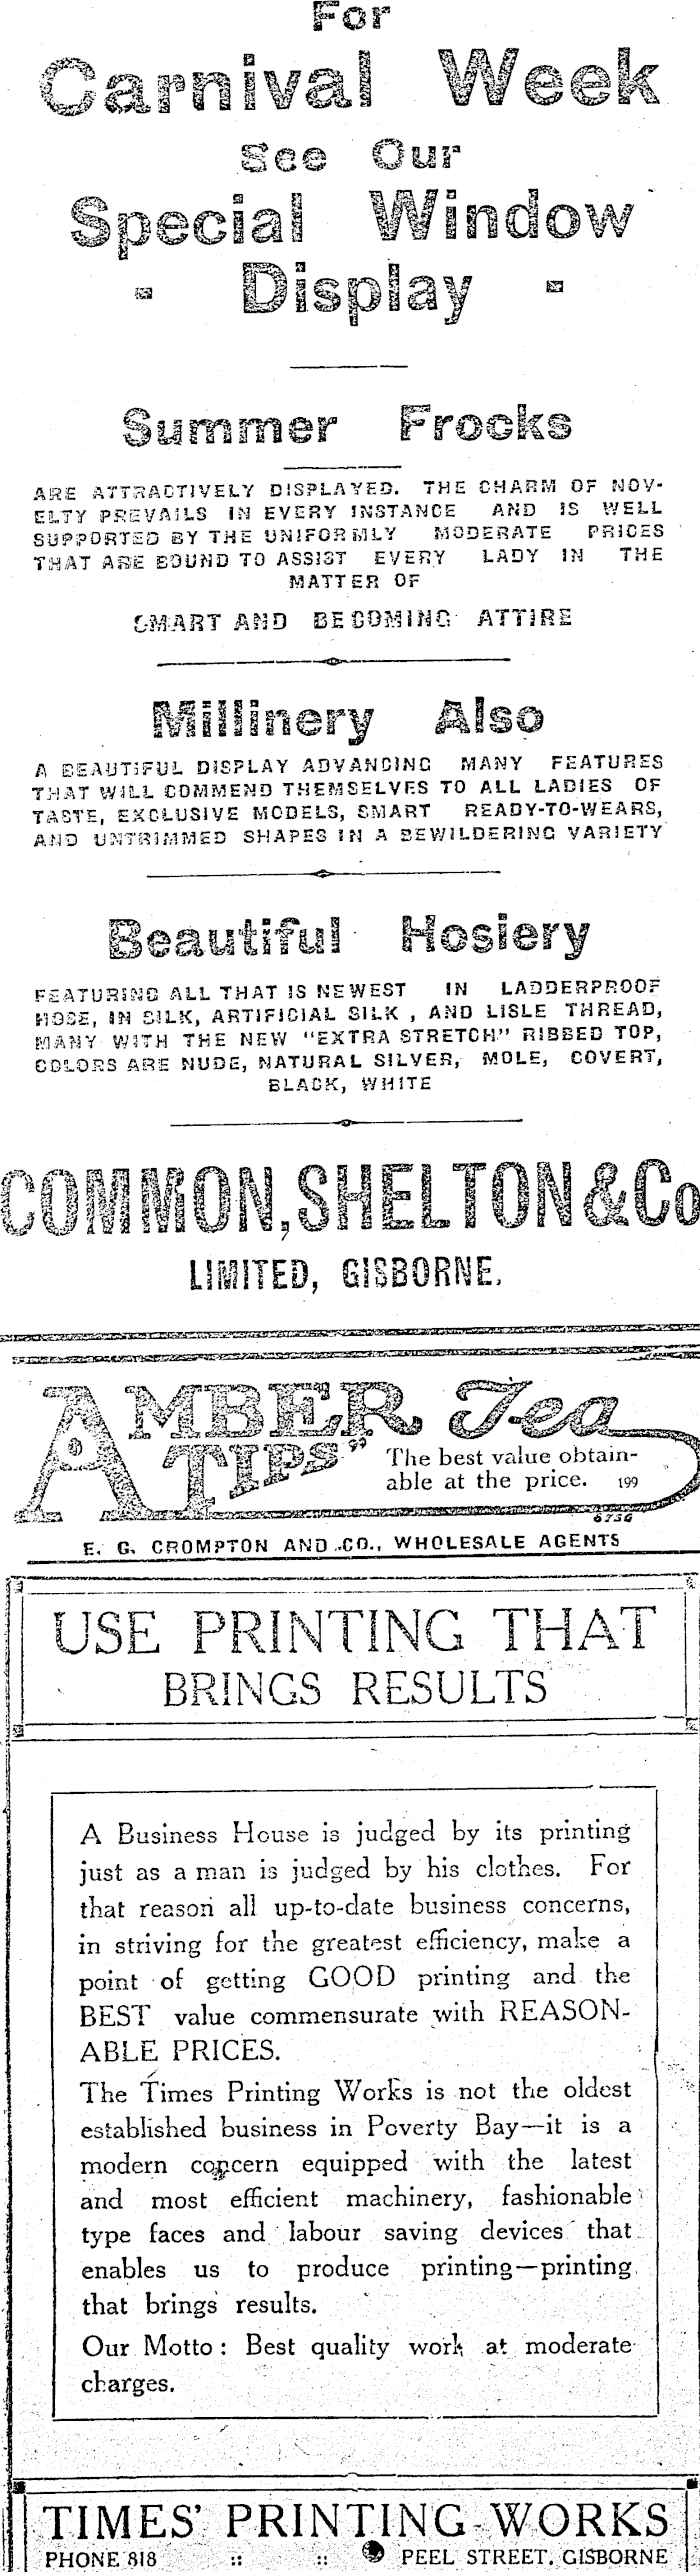 For
Carnival Week
See Our
Special Window
- Display -
Summer Frocks
ARE ATTRACTIVELY DISPLAYED. THE CHARM OF NOV-
ELTY PREVAILS IN EVERY INSTANCE AND IS WELL
SUPPORTED BY THE UNIFORMLY MODERATE PRICES
THAT ARE BOUND TO ASSIST EVERY LADY IN THE
MATTER OF
SMART AND BECOMING ATTIRE
Millinery Also
A BEAUTIFUL DISPLAY ADVANCING MANY FEATURES
THAT WILL COMMEND THEMSELVES TO ALL LADIES OF
TASTE, EXCLUSIVE MODELS, SMART READY-TO-WEARS,
AND UNTRIMMED SHAPES IN A BEWILDERING VARIETY
Beautiful Hosiery
FEATURING ALL THAT IS NEWEST IN LADDERPROOF
HOSE, IN SILK, ARTIFICIAL SILK , AND LISLE THREAD,
MANY WITH THE NEW "EXTRA STRETCH" RIBBED TOP,
COLORS ARE NUDE, NATURAL SILVER, MOLE, COVERT,
BLACK, WHITE
COMMON, SHELTON & Co
LIMITED, GISBORNE.
AMBER Tea
TIPS"
The best value obtain-
able at the price. 199
6736
E. G. CROMPTON AND CO., WHOLESALE AGENTS
USE PRINTING THAT
BRINGS RESULTS
A Business House is judged by its printing
just as a man is judged by his clothes. For
that reason all up-to-date business concerns,
in striving for the greatest efficiency, make a
point of getting GOOD printing and the
BEST value commensurate with REASON-
ABLE PRICES.
The Times Printing Works is not the oldest
established business in Poverty Bay—it is a
modern concern equipped with the latest
and most efficient machinery, fashionable
type faces and labour saving devices that
enables us to produce printing—printing
that brings results.
Our Motto : Best quality work at moderate
charges.
TIMES' PRINTING WORKS
PHONE 818 :: :: PEEL STREET, GISBORNE